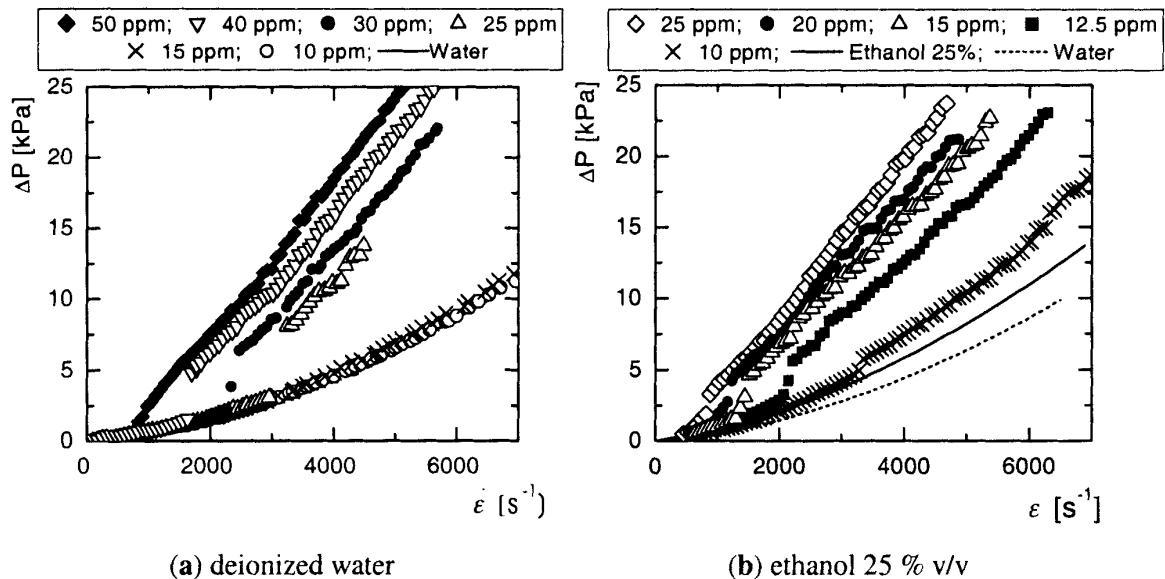 ◆ 50 ppm; ▽ 40 ppm; ● 30 ppm; △ 25 ppm
× 15 ppm; ○ 10 ppm; — Water
25
20
15
10
5
0
ΔP [kPa]
0 2000 4000 6000
ε̇ [s⁻¹]
(a) deionized water
◇ 25 ppm; ● 20 ppm; △ 15 ppm; ■ 12.5 ppm
× 10 ppm; — Ethanol 25%; ----- Water
25
20
15
10
5
0
ΔP [kPa]
0 2000 4000 6000
ε [s⁻¹]
(b) ethanol 25 % v/v